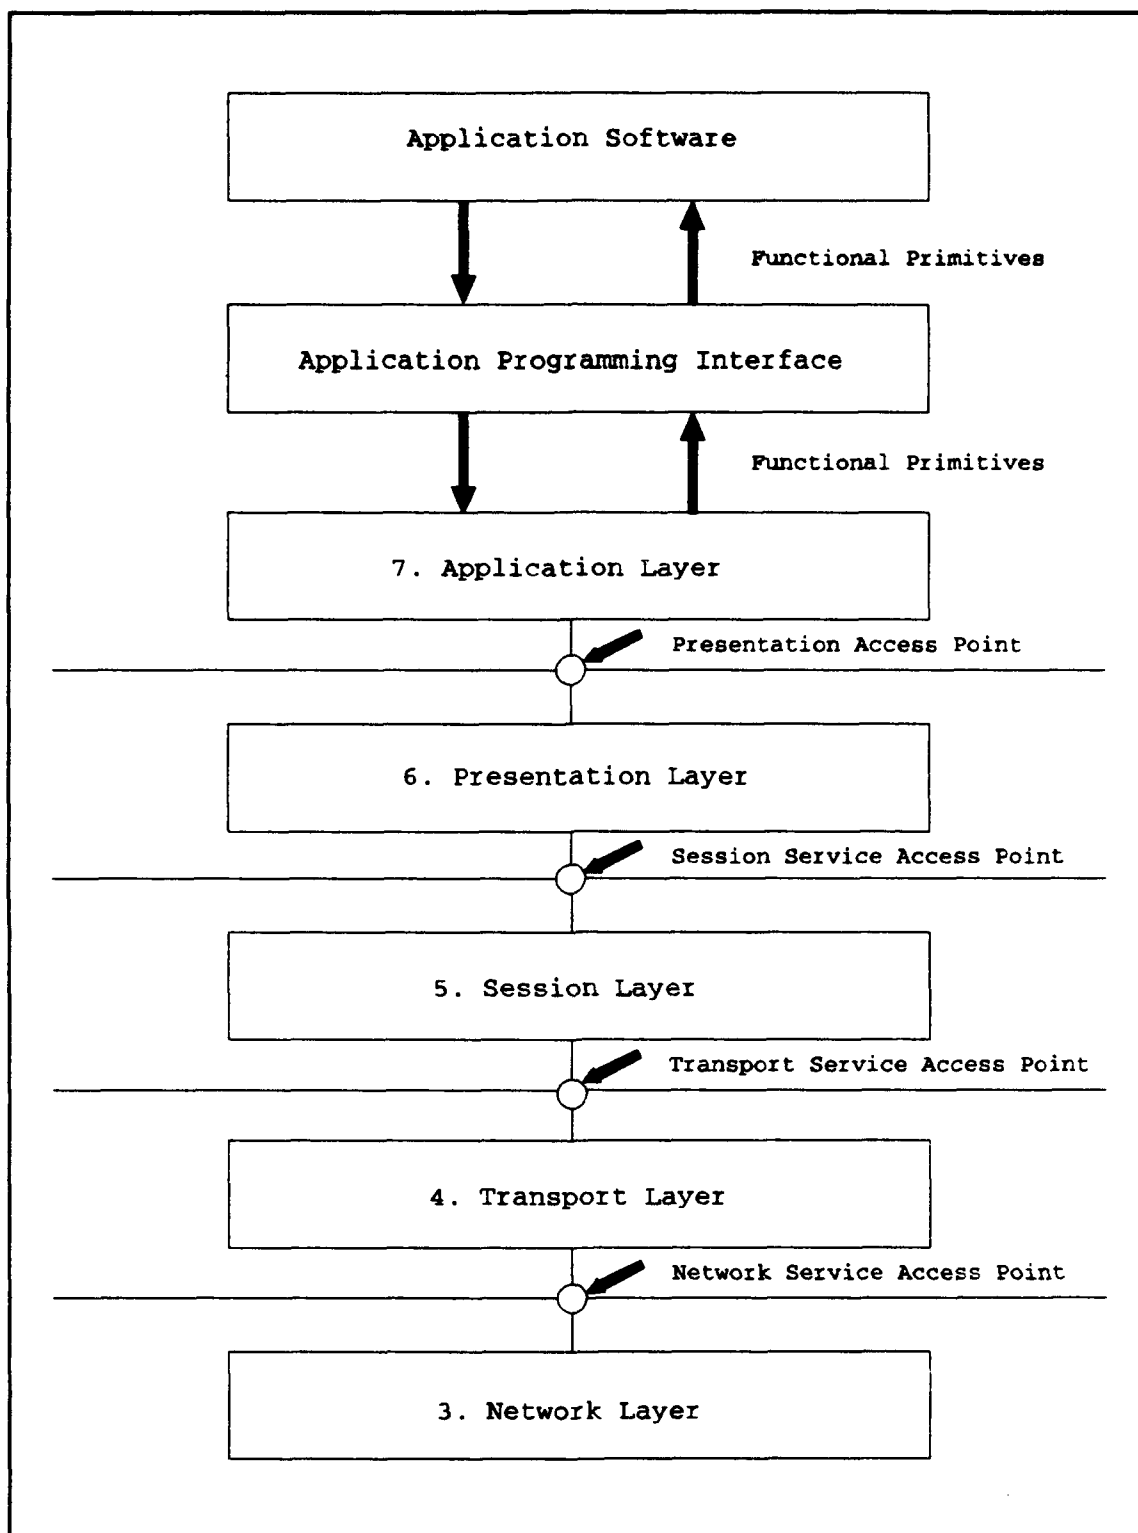 Application Software
Functional Primitives
Application Programming Interface
Functional Primitives
7. Application Layer
Presentation Access Point
6. Presentation Layer
Session Service Access Point
5. Session Layer
Transport Service Access Point
4. Transport Layer
Network Service Access Point
3. Network Layer